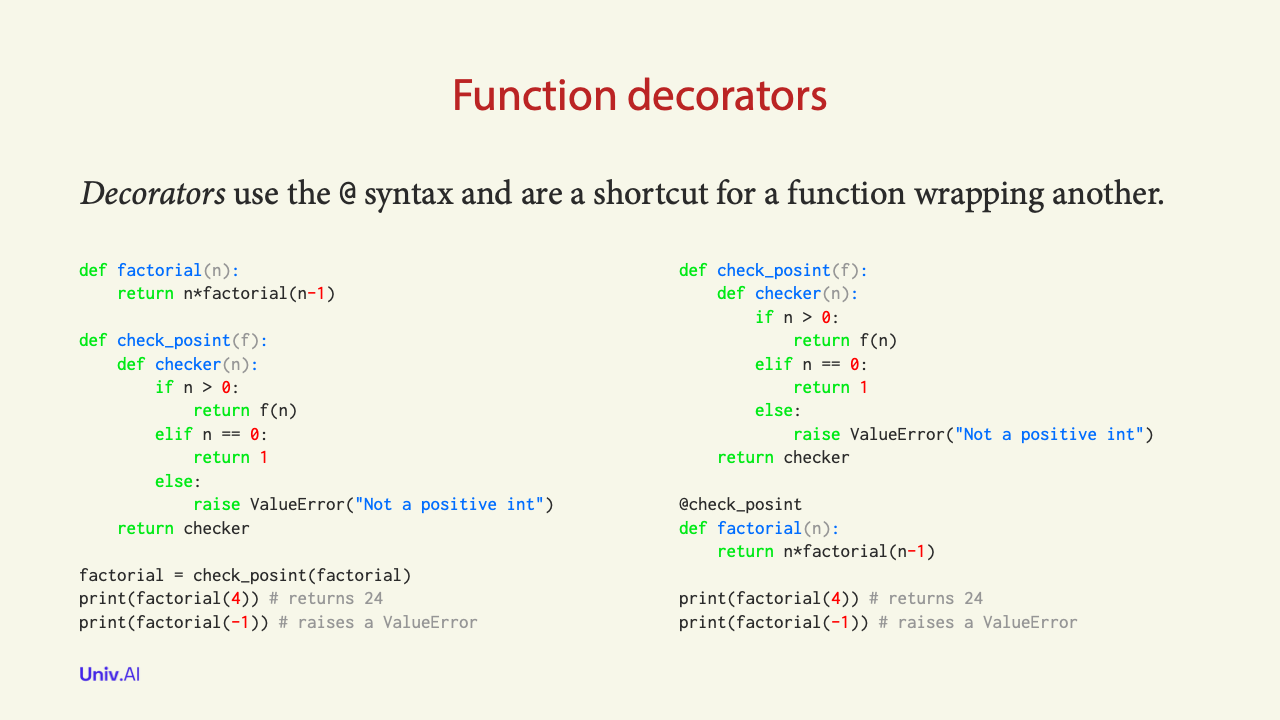 Function decorators
Decorators use the @ syntax and are a shortcut for a function wrapping another.
def factorial(n):
    return n*factorial(n-1)

def check_posint(f):
    def checker(n):
        if n > 0:
            return f(n)
        elif n == 0:
            return 1
        else:
            raise ValueError("Not a positive int")
    return checker

factorial = check_posint(factorial)
print(factorial(4)) # returns 24
print(factorial(-1)) # raises a ValueError
def check_posint(f):
    def checker(n):
        if n > 0:
            return f(n)
        elif n == 0:
            return 1
        else:
            raise ValueError("Not a positive int")
    return checker

@check_posint
def factorial(n):
    return n*factorial(n-1)

print(factorial(4)) # returns 24
print(factorial(-1)) # raises a ValueError
Univ.AI